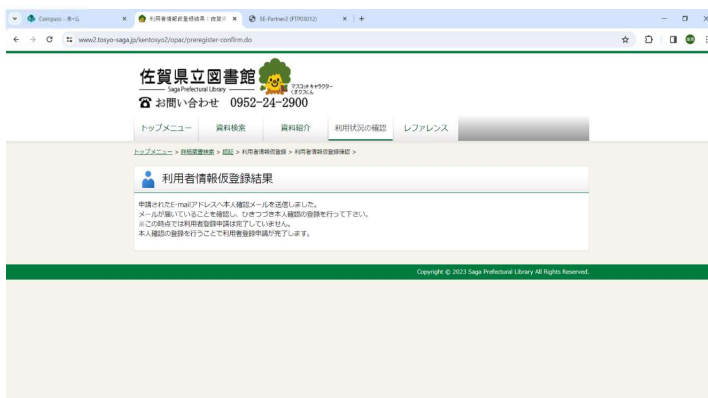 Compass - ホーム
利用者情報仮登録結果：佐賀県
SE-Partner2 (FTP03012)
www2.tosyo-saga.jp/kentosyo2/opac/preregister-confirm.do
佐賀県立図書館
Saga Prefectural Library
マスコットキャラクター
くすのくん
お問い合わせ 0952-24-2900
トップメニュー 資料検索 資料紹介 利用状況の確認 レファレンス
トップメニュー > 詳細蔵書検索 > 認証 > 利用者情報仮登録 > 利用者情報仮登録確認 >
利用者情報仮登録結果
申請されたE-mailアドレスへ本人確認メールを送信しました。
メールが届いていることを確認し、ひきつづき本人確認の登録を行って下さい。
※この時点では利用者登録申請は完了していません。
本人確認の登録を行うことで利用者登録申請が完了します。
Copyright © 2023 Saga Prefectural Library All Rights Reserved.